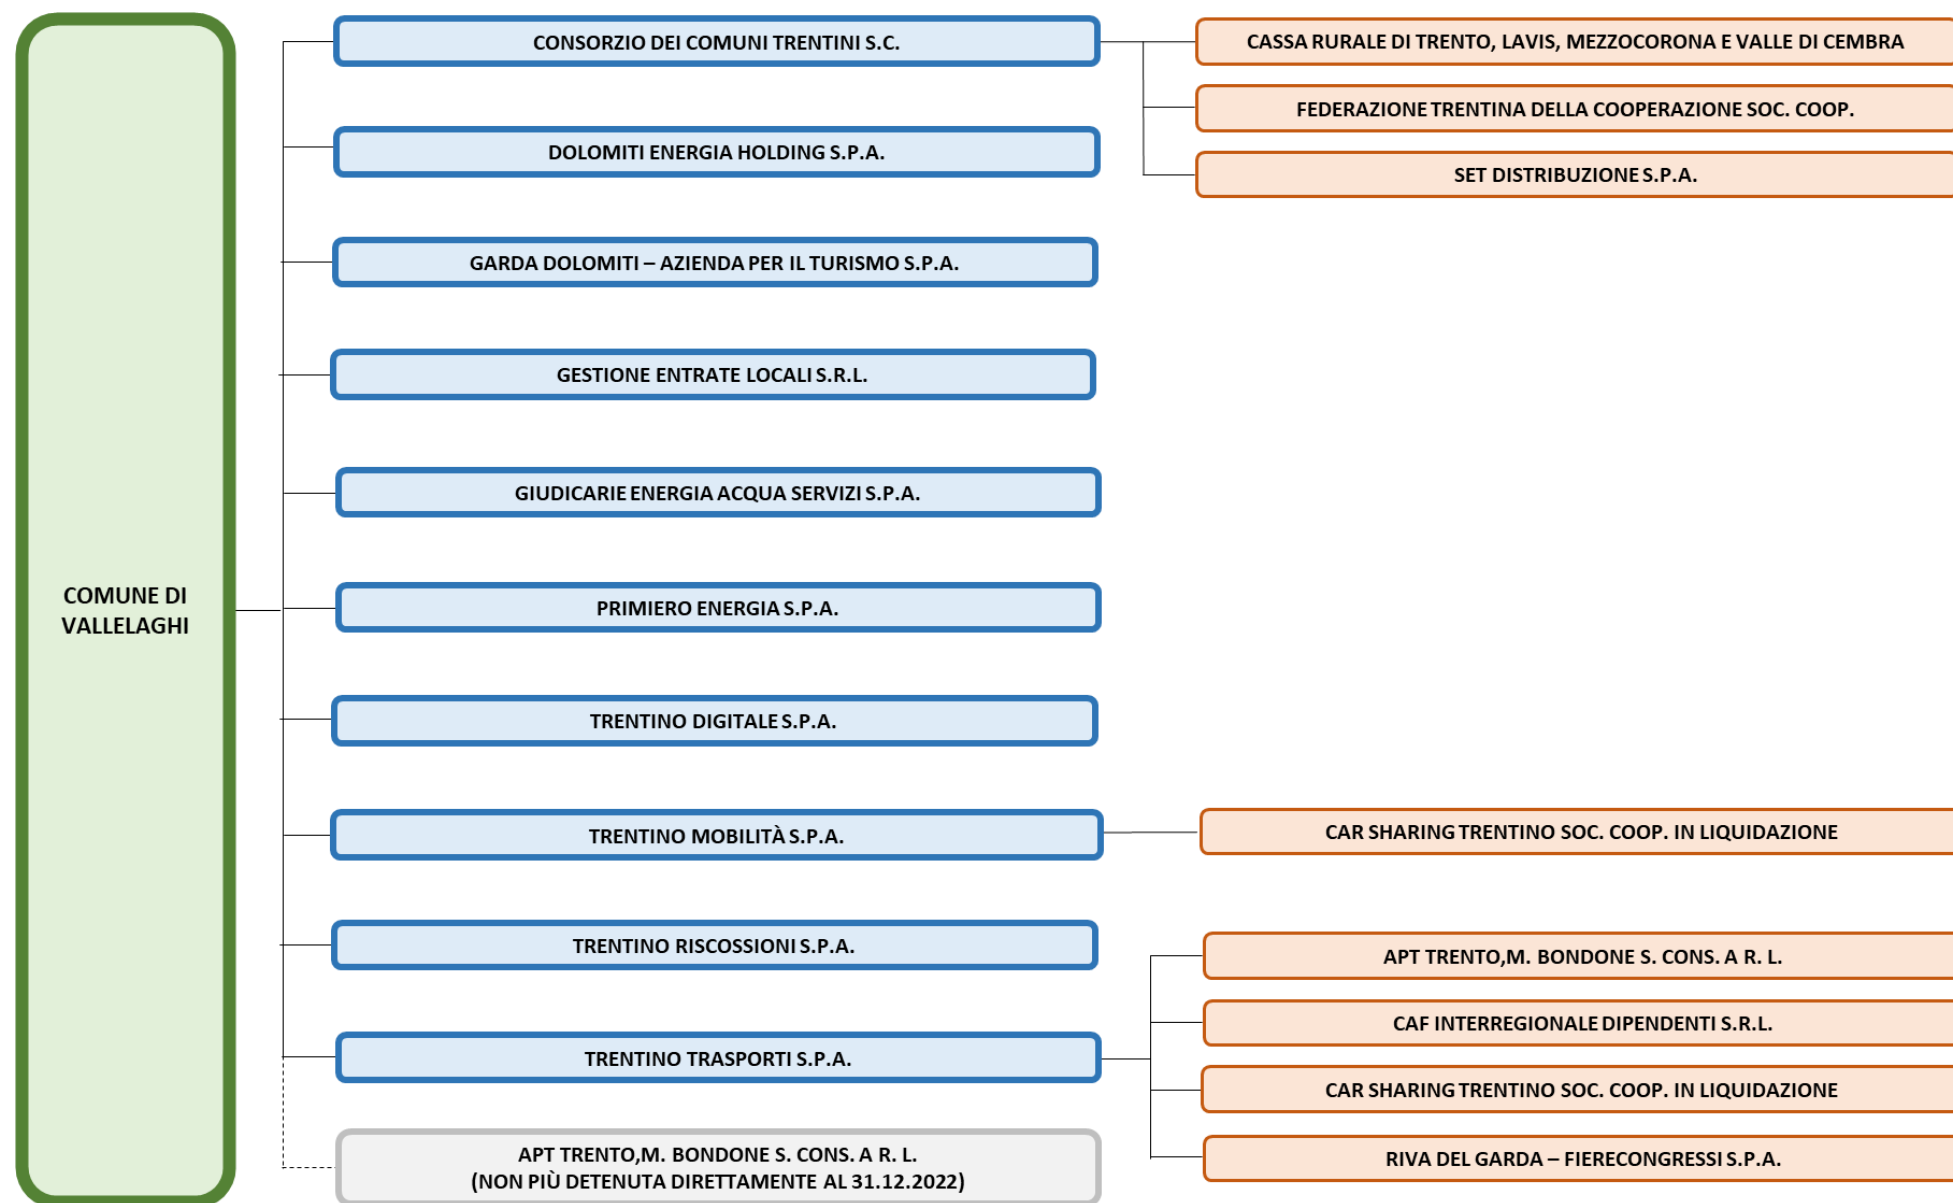 COMUNE DI
VALLELAGHI
CONSORZIO DEI COMUNI TRENTINI S.C.
DOLOMITI ENERGIA HOLDING S.P.A.
GARDA DOLOMITI – AZIENDA PER IL TURISMO S.P.A.
GESTIONE ENTRATE LOCALI S.R.L.
GIUDICARIE ENERGIA ACQUA SERVIZI S.P.A.
PRIMIERO ENERGIA S.P.A.
TRENTINO DIGITALE S.P.A.
TRENTINO MOBILITÀ S.P.A.
TRENTINO RISCOSSIONI S.P.A.
TRENTINO TRASPORTI S.P.A.
APT TRENTO,M. BONDONE S. CONS. A R. L.
(NON PIÙ DETENUTA DIRETTAMENTE AL 31.12.2022)
CASSA RURALE DI TRENTO, LAVIS, MEZZOCORONA E VALLE DI CEMBRA
FEDERAZIONE TRENTINA DELLA COOPERAZIONE SOC. COOP.
SET DISTRIBUZIONE S.P.A.
CAR SHARING TRENTINO SOC. COOP. IN LIQUIDAZIONE
APT TRENTO,M. BONDONE S. CONS. A R. L.
CAF INTERREGIONALE DIPENDENTI S.R.L.
CAR SHARING TRENTINO SOC. COOP. IN LIQUIDAZIONE
RIVA DEL GARDA – FIERECONGRESSI S.P.A.